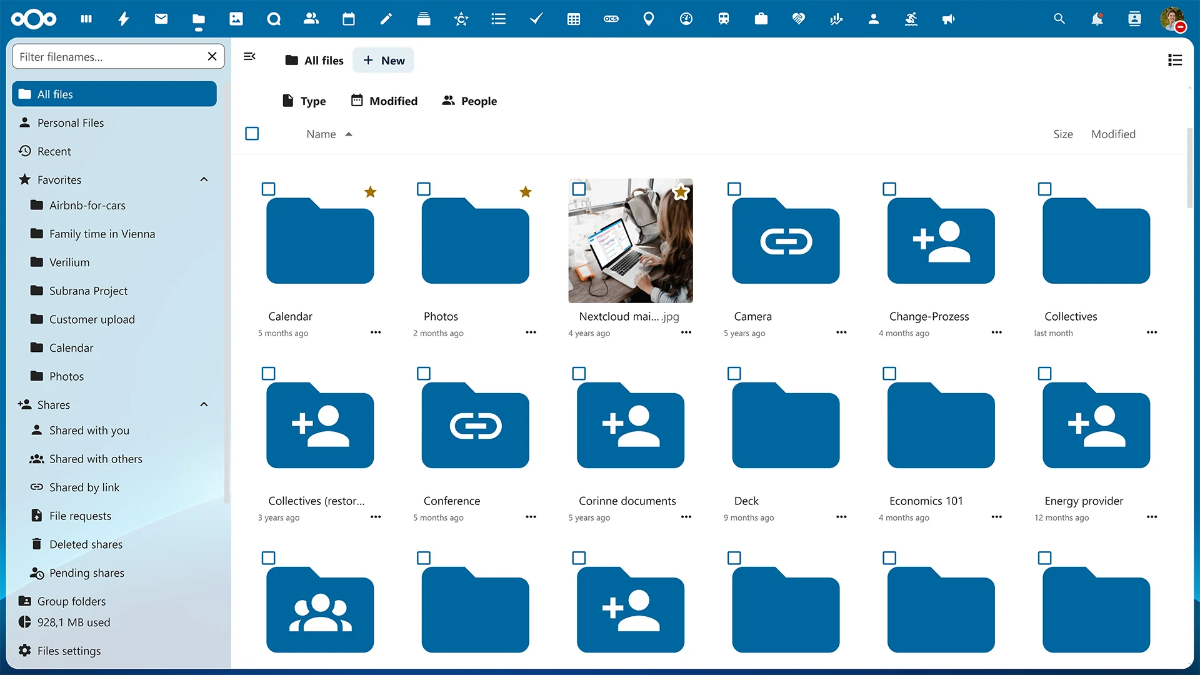 Filter filenames...
All files
Personal Files
Recent
Favorites
Airbnb-for-cars
Family time in Vienna
Verilium
Subrana Project
Customer upload
Calendar
Photos
Shares
Shared with you
Shared with others
Shared by link
File requests
Deleted shares
Pending shares
Group folders
928,1 MB used
Files settings
All files
+ New
Type Modified People
Name Size Modified
Calendar Photos Nextcloud mai... .jpg Camera Change-Prozess Collectives
5 months ago 2 months ago 4 years ago 5 years ago 4 months ago last month
Collectives (restor... Conference Corinne documents Deck Economics 101 Energy provider
3 years ago 5 months ago 5 years ago 9 months ago 4 months ago 12 months ago